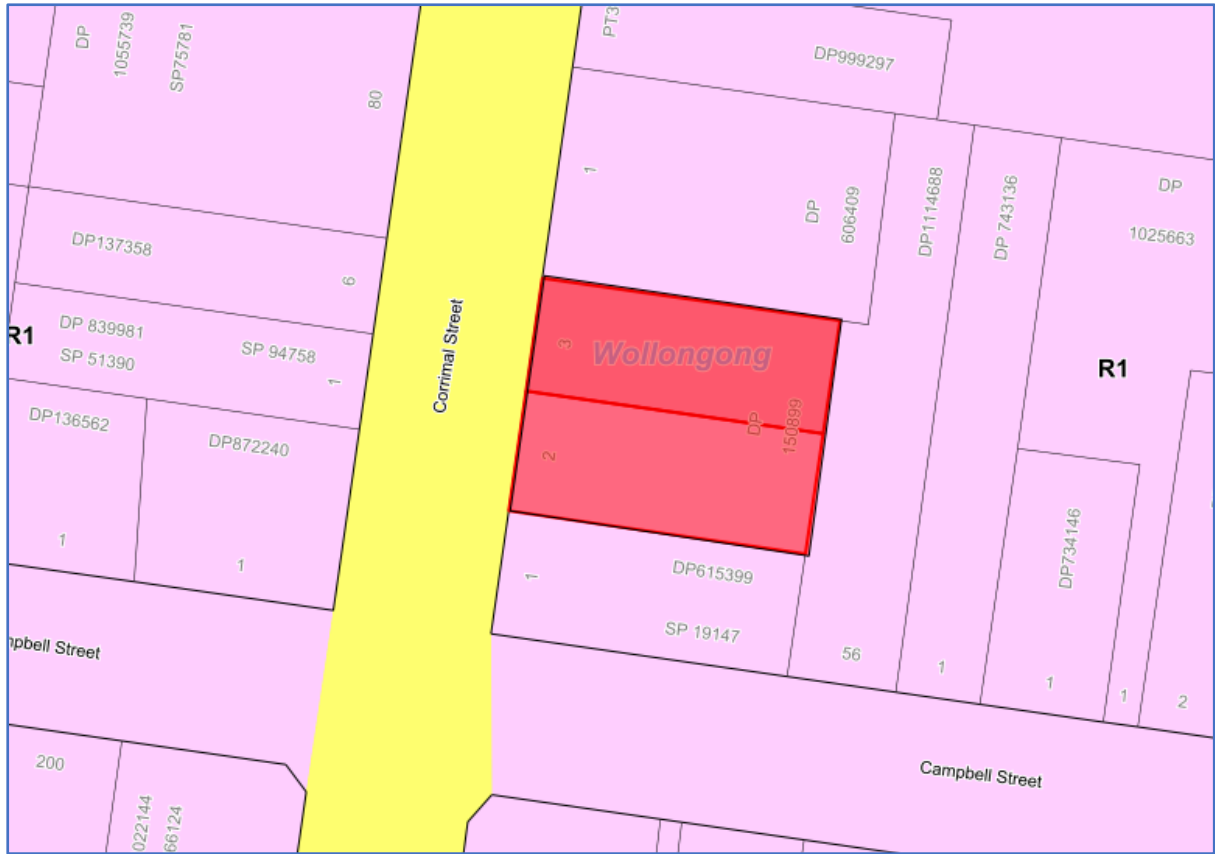 DP
1055739
SP75781
80
PT3
DP999297
1
DP
606409
DP1114688
DP 743136
DP
1025663
DP137358
6
R1
DP 839981
SP 51390
SP 94758
1
Corrimal Street
3
Wollongong
R1
DP136562
DP872240
2
DP
150899
1
1
1
DP615399
SP 19147
DP734146
56
1
1
1
2
npbell Street
200
022144
66124
Campbell Street